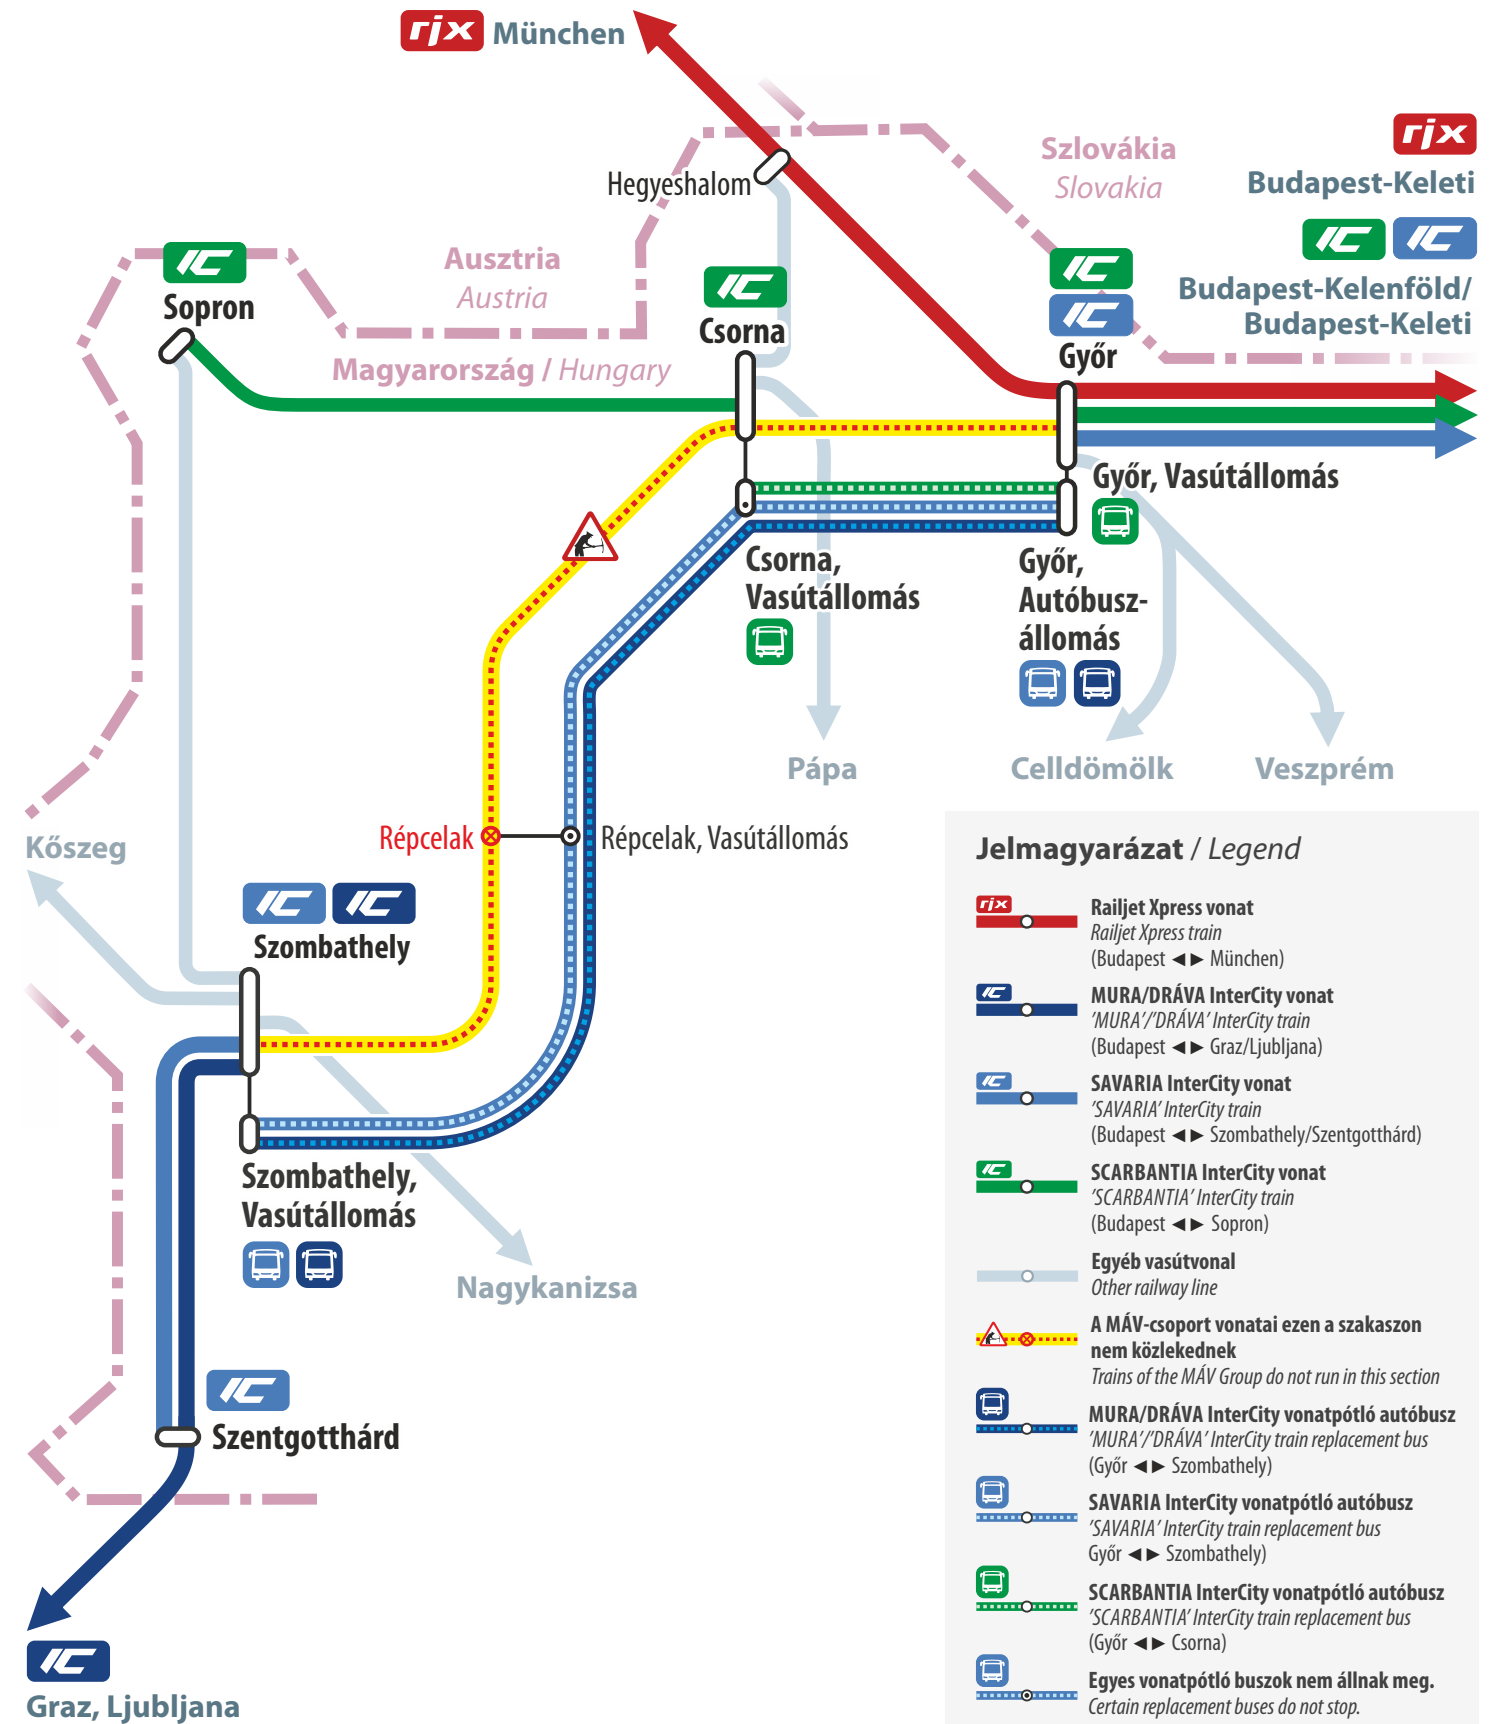 rjx München
Szlovákia
Slovakia
rjx
Budapest-Keleti
Hegyeshalom
IC IC
Budapest-Kelenföld/
Budapest-Keleti
Ausztria
Austria
IC
Sopron
IC
Csorna
IC
IC
Győr
Magyarország / Hungary
Győr, Vasútállomás
Csorna,
Vasútállomás
Győr,
Autóbusz-
állomás
Pápa
Celldömölk
Veszprém
Répcelak
Répcelak, Vasútállomás
Kőszeg
IC IC
Szombathely
Szombathely,
Vasútállomás
Nagykanizsa
IC
Szentgotthárd
IC
Graz, Ljubljana
Jelmagyarázat / Legend
rjx
Railjet Xpress vonat
Railjet Xpress train
(Budapest ◄► München)
IC
MURA/DRÁVA InterCity vonat
’MURA’/’DRÁVA’ InterCity train
(Budapest ◄► Graz/Ljubljana)
IC
SAVARIA InterCity vonat
’SAVARIA’ InterCity train
(Budapest ◄► Szombathely/Szentgotthárd)
IC
SCARBANTIA InterCity vonat
’SCARBANTIA’ InterCity train
(Budapest ◄► Sopron)
Egyéb vasútvonal
Other railway line
A MÁV-csoport vonatai ezen a szakaszon
nem közlekednek
Trains of the MÁV Group do not run in this section
MURA/DRÁVA InterCity vonatpótló autóbusz
’MURA’/’DRÁVA’ InterCity train replacement bus
(Győr ◄► Szombathely)
SAVARIA InterCity vonatpótló autóbusz
’SAVARIA’ InterCity train replacement bus
Győr ◄► Szombathely)
SCARBANTIA InterCity vonatpótló autóbusz
’SCARBANTIA’ InterCity train replacement bus
(Győr ◄► Csorna)
Egyes vonatpótló buszok nem állnak meg.
Certain replacement buses do not stop.